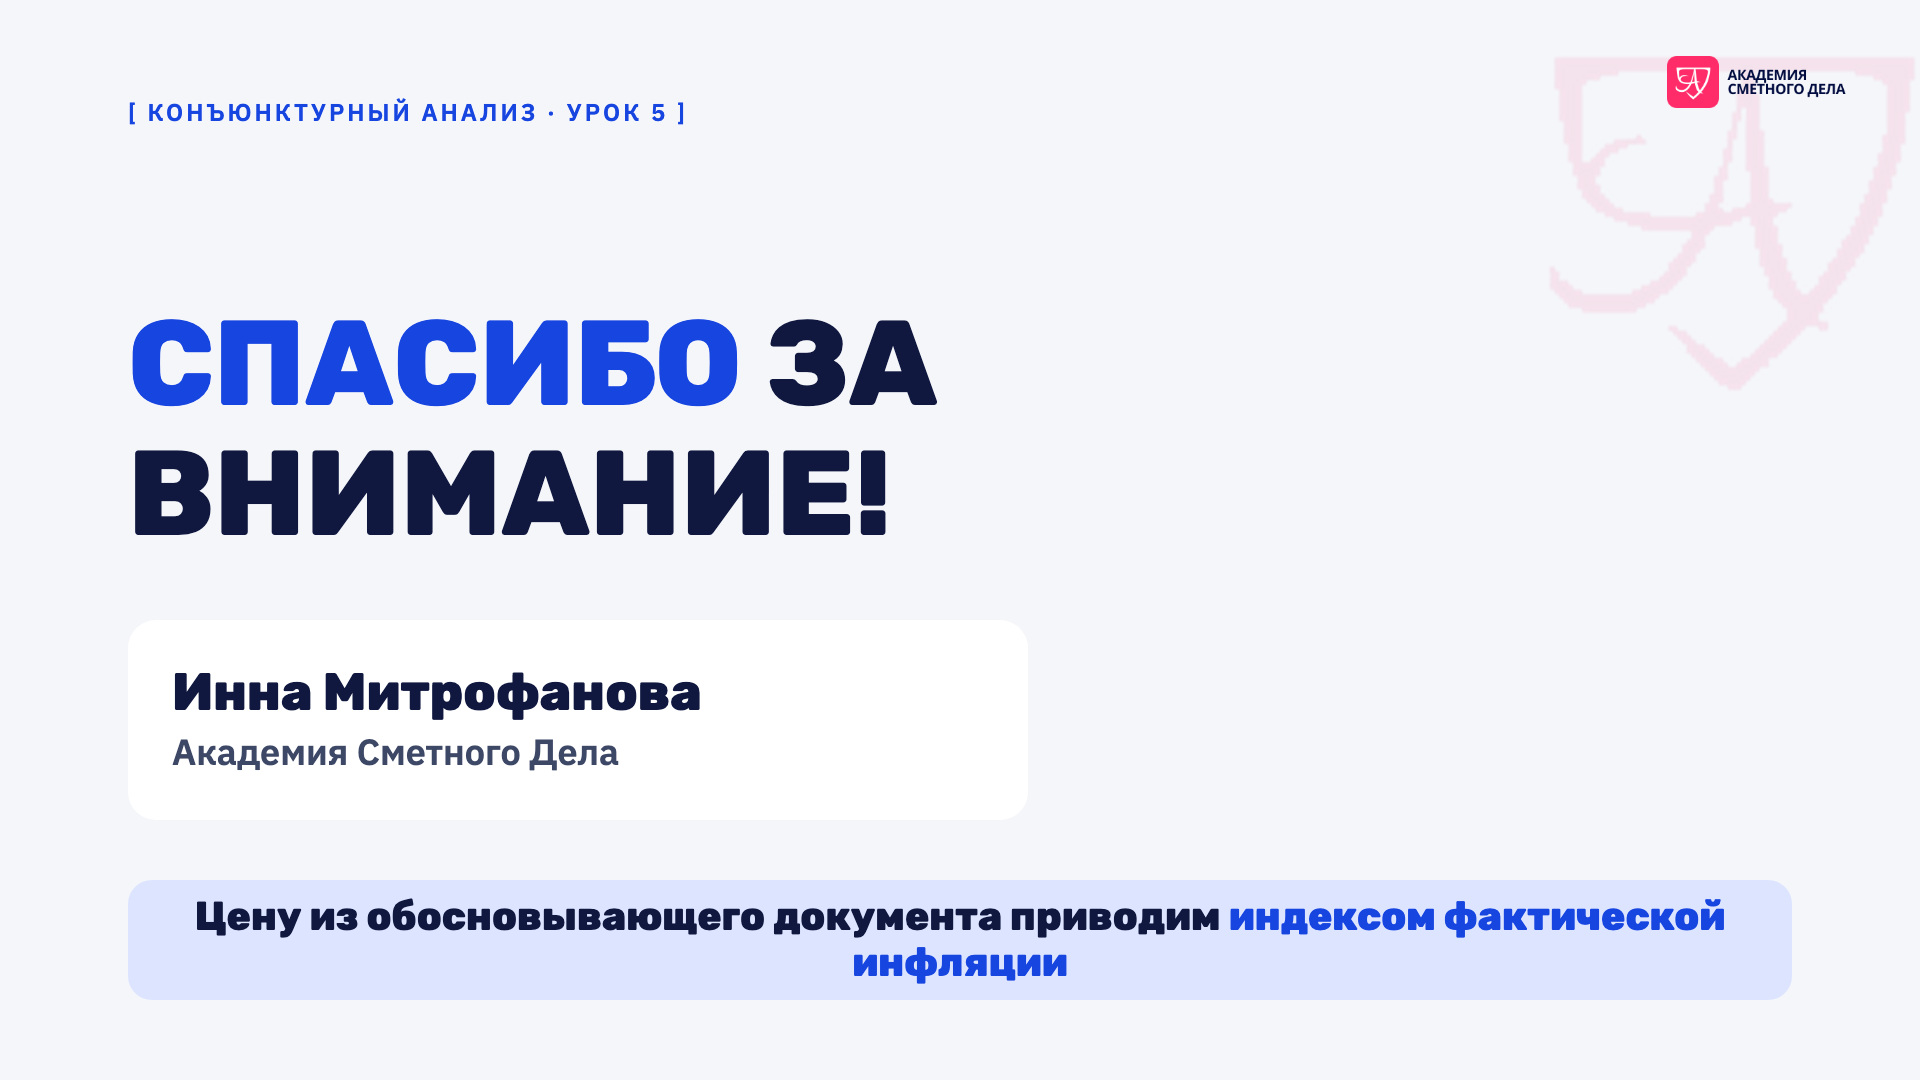 [ КОНЪЮНКТУРНЫЙ АНАЛИЗ · УРОК 5 ]
АКАДЕМИЯ
СМЕТНОГО ДЕЛА
СПАСИБО ЗА
ВНИМАНИЕ!
Инна Митрофанова
Академия Сметного Дела
Цену из обосновывающего документа приводим индексом фактической
инфляции